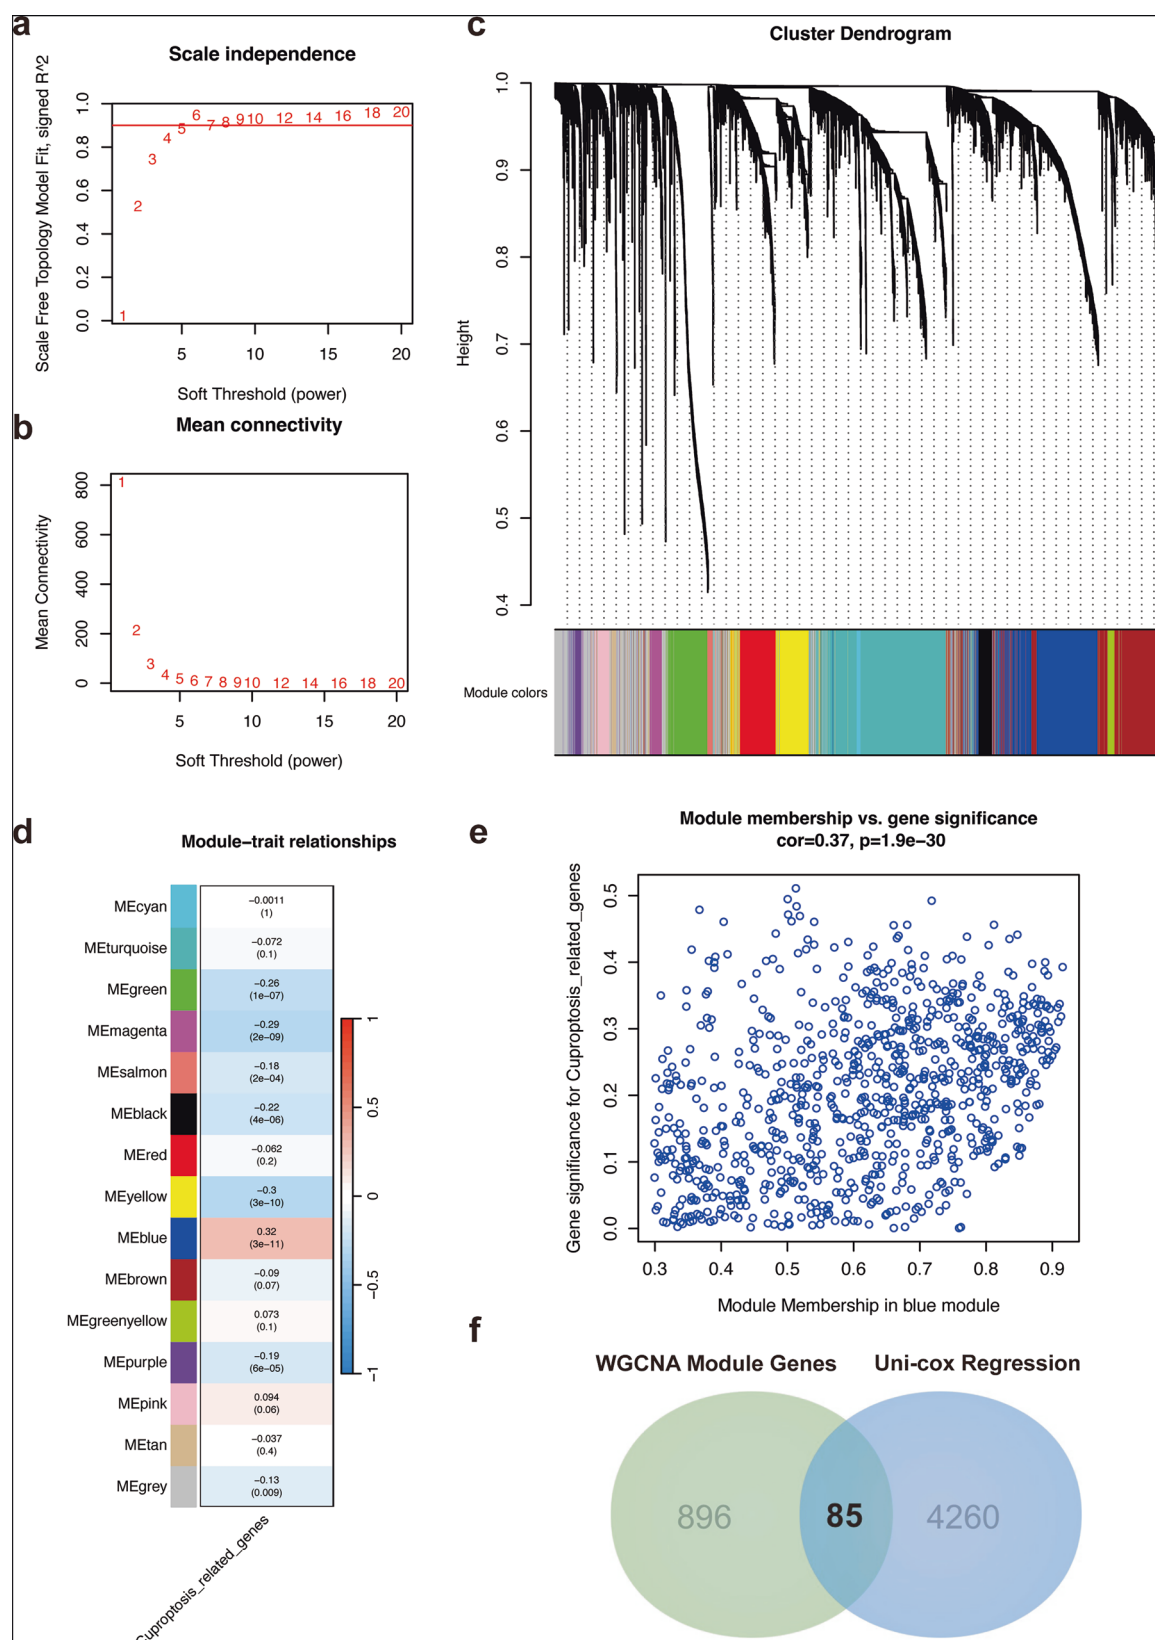 a
Scale independence
Scale Free Topology Model Fit, signed R^2
1.0
0.8
0.6
0.4
0.2
0.0
1 2 3 4 5 6 7 8 9 10 12 14 16 18 20
5 10 15 20
Soft Threshold (power)
b
Mean connectivity
Mean Connectivity
800
600
400
200
0
1 2 3 4 5 6 7 8 9 10 12 14 16 18 20
5 10 15 20
Soft Threshold (power)
c
Cluster Dendrogram
Height
1.0
0.9
0.8
0.7
0.6
0.5
0.4
Module colors
d
Module−trait relationships
MEcyan −0.0011
(1)
MEturquoise −0.072
(0.1)
MEgreen −0.26
(1e−07)
MEmagenta −0.29
(2e−09)
MEsalmon −0.18
(2e−04)
MEblack −0.22
(4e−06)
MEred −0.062
(0.2)
MEyellow −0.3
(3e−10)
MEblue 0.32
(3e−11)
MEbrown −0.09
(0.07)
MEgreenyellow 0.073
(0.1)
MEpurple −0.19
(6e−05)
MEpink 0.094
(0.06)
MEtan −0.037
(0.4)
MEgrey −0.13
(0.009)
1
0.5
0
−0.5
−1
Cuproptosis_related_genes
e
Module membership vs. gene significance
cor=0.37, p=1.9e−30
Gene significance for Cuproptosis_related_genes
0.5
0.4
0.3
0.2
0.1
0.0
0.3 0.4 0.5 0.6 0.7 0.8 0.9
Module Membership in blue module
f
WGCNA Module Genes Uni-cox Regression
896 85 4260